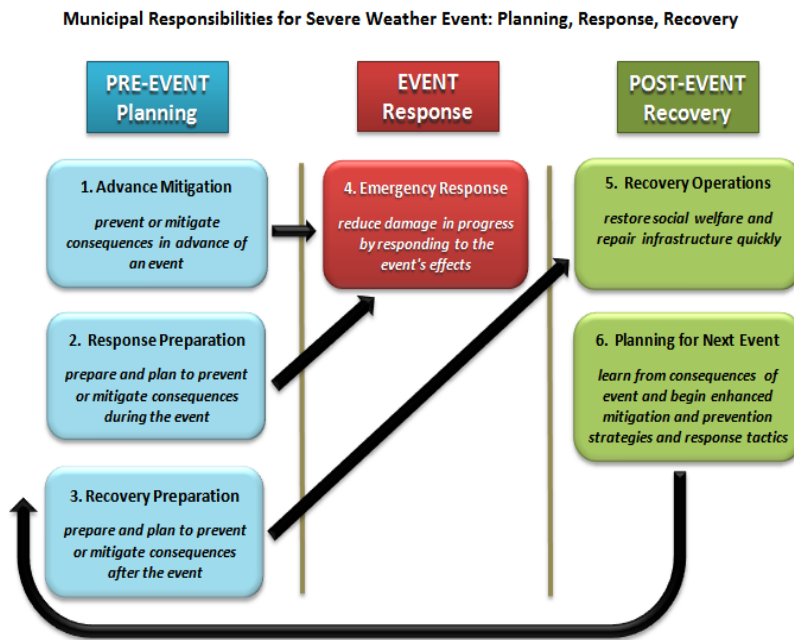 Municipal Responsibilities for Severe Weather Event: Planning, Response, Recovery
PRE-EVENT
Planning
EVENT
Response
POST-EVENT
Recovery
1. Advance Mitigation
prevent or mitigate
consequences in advance of
an event
2. Response Preparation
prepare and plan to prevent
or mitigate consequences
during the event
3. Recovery Preparation
prepare and plan to prevent
or mitigate consequences
after the event
4. Emergency Response
reduce damage in progress
by responding to the
event's effects
5. Recovery Operations
restore social welfare and
repair infrastructure quickly
6. Planning for Next Event
learn from consequences of
event and begin enhanced
mitigation and prevention
strategies and response tactics